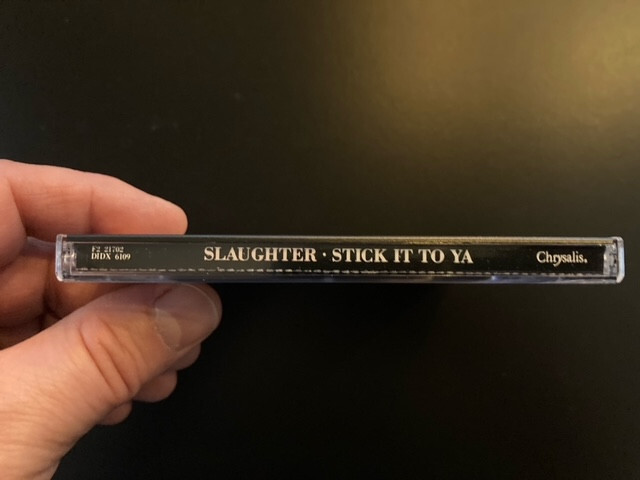 F2 21702
DIDX 6109
SLAUGHTER · STICK IT TO YA
Chrysalis.